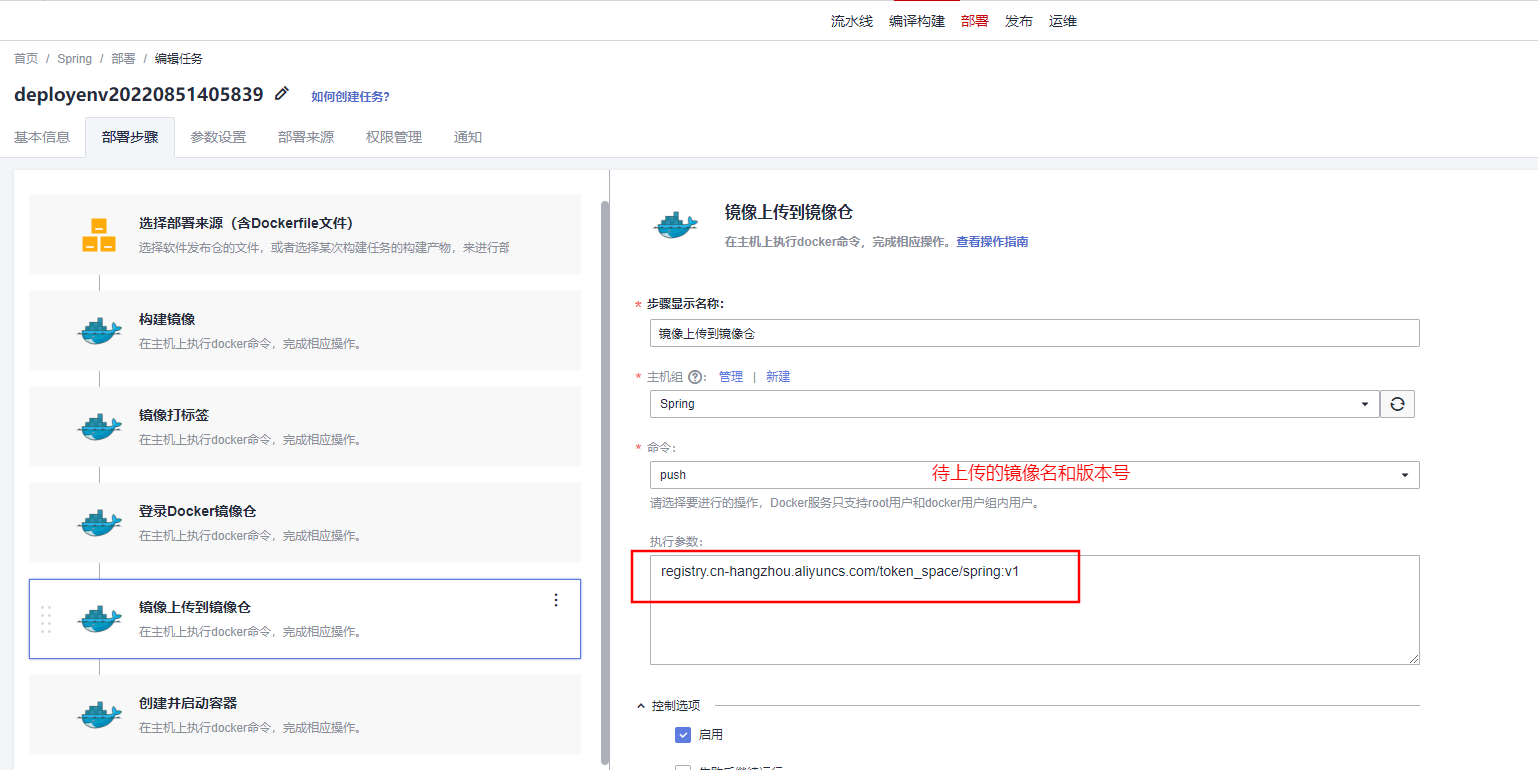 流水线 编译构建 部署 发布 运维
首页 / Spring / 部署 / 编辑任务
deployenv20220851405839 如何创建任务?
基本信息 部署步骤 参数设置 部署来源 权限管理 通知
选择部署来源（含Dockerfile文件）
选择软件发布仓的文件，或者选择某次构建任务的构建产物，来进行部
构建镜像
在主机上执行docker命令，完成相应操作。
镜像打标签
在主机上执行docker命令，完成相应操作。
登录Docker镜像仓
在主机上执行docker命令，完成相应操作。
镜像上传到镜像仓
在主机上执行docker命令，完成相应操作。
创建并启动容器
在主机上执行docker命令，完成相应操作。
镜像上传到镜像仓
在主机上执行docker命令，完成相应操作。查看操作指南
* 步骤显示名称:
镜像上传到镜像仓
* 主机组 ? : 管理 | 新建
Spring
* 命令:
push 待上传的镜像名和版本号
请选择要进行的操作，Docker服务只支持root用户和docker用户组内用户。
执行参数:
registry.cn-hangzhou.aliyuncs.com/token_space/spring:v1
控制选项
启用